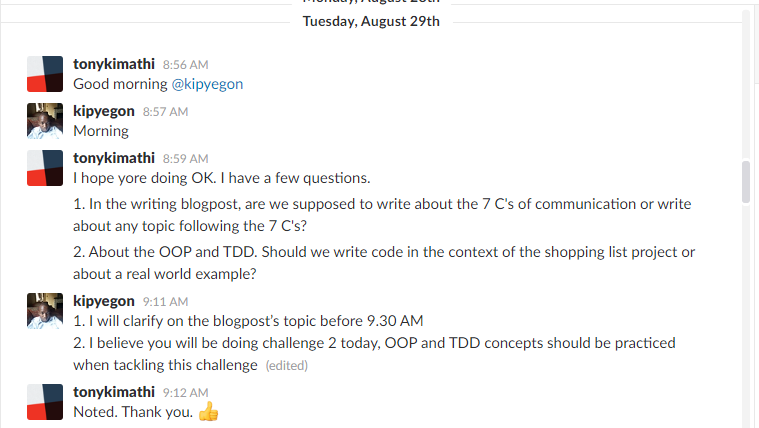 Monday, August 28th
Tuesday, August 29th
tonykimathi 8:56 AM
Good morning @kipyegon
kipyegon 8:57 AM
Morning
tonykimathi 8:59 AM
I hope yore doing OK. I have a few questions.
1. In the writing blogpost, are we supposed to write about the 7 C's of communication or write
about any topic following the 7 C's?
2. About the OOP and TDD. Should we write code in the context of the shopping list project or
about a real world example?
kipyegon 9:11 AM
1. I will clarify on the blogpost's topic before 9.30 AM
2. I believe you will be doing challenge 2 today, OOP and TDD concepts should be practiced
when tackling this challenge (edited)
tonykimathi 9:12 AM
Noted. Thank you. 👍